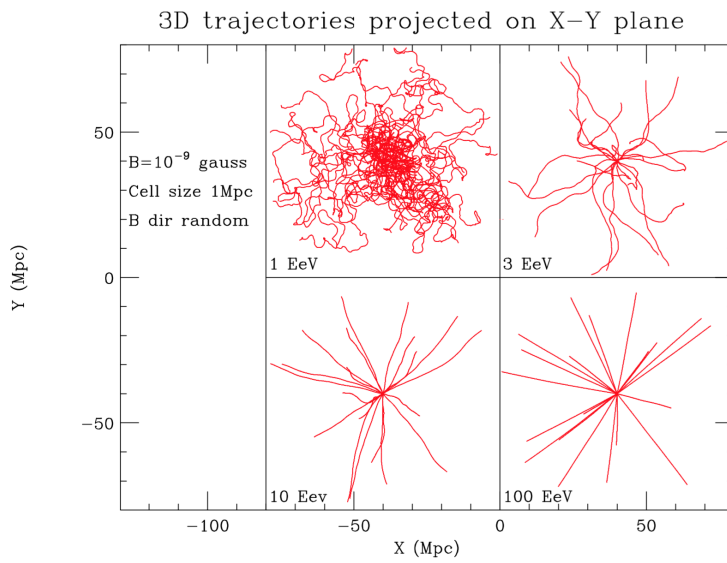 3D trajectories projected on X-Y plane
50
B=10⁻⁹ gauss
Cell size 1Mpc
B dir random
1 EeV
3 EeV
Y (Mpc)
0
-50
10 Eev
100 EeV
-100
-50
0
50
X (Mpc)